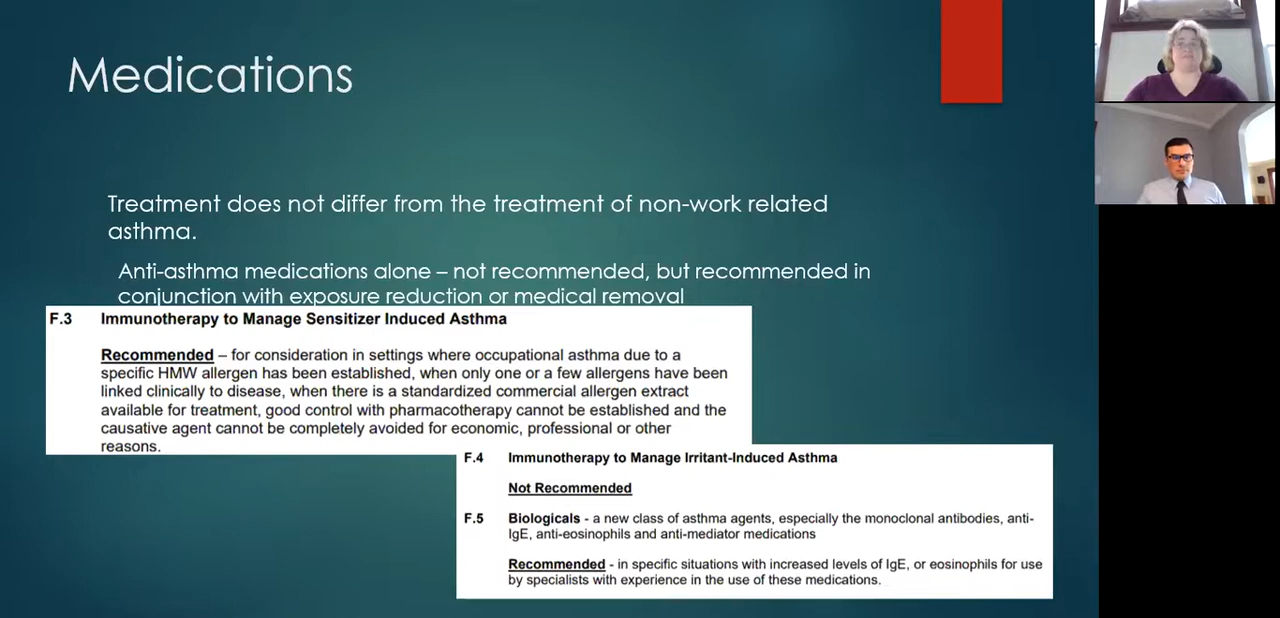 Medications
Treatment does not differ from the treatment of non-work related
asthma.
Anti-asthma medications alone – not recommended, but recommended in
conjunction with exposure reduction or medical removal
F.3 Immunotherapy to Manage Sensitizer Induced Asthma
Recommended – for consideration in settings where occupational asthma due to a
specific HMW allergen has been established, when only one or a few allergens have been
linked clinically to disease, when there is a standardized commercial allergen extract
available for treatment, good control with pharmacotherapy cannot be established and the
causative agent cannot be completely avoided for economic, professional or other
reasons.
F.4 Immunotherapy to Manage Irritant-Induced Asthma
Not Recommended
F.5 Biologicals - a new class of asthma agents, especially the monoclonal antibodies, anti-
IgE, anti-eosinophils and anti-mediator medications
Recommended - in specific situations with increased levels of IgE, or eosinophils for use
by specialists with experience in the use of these medications.